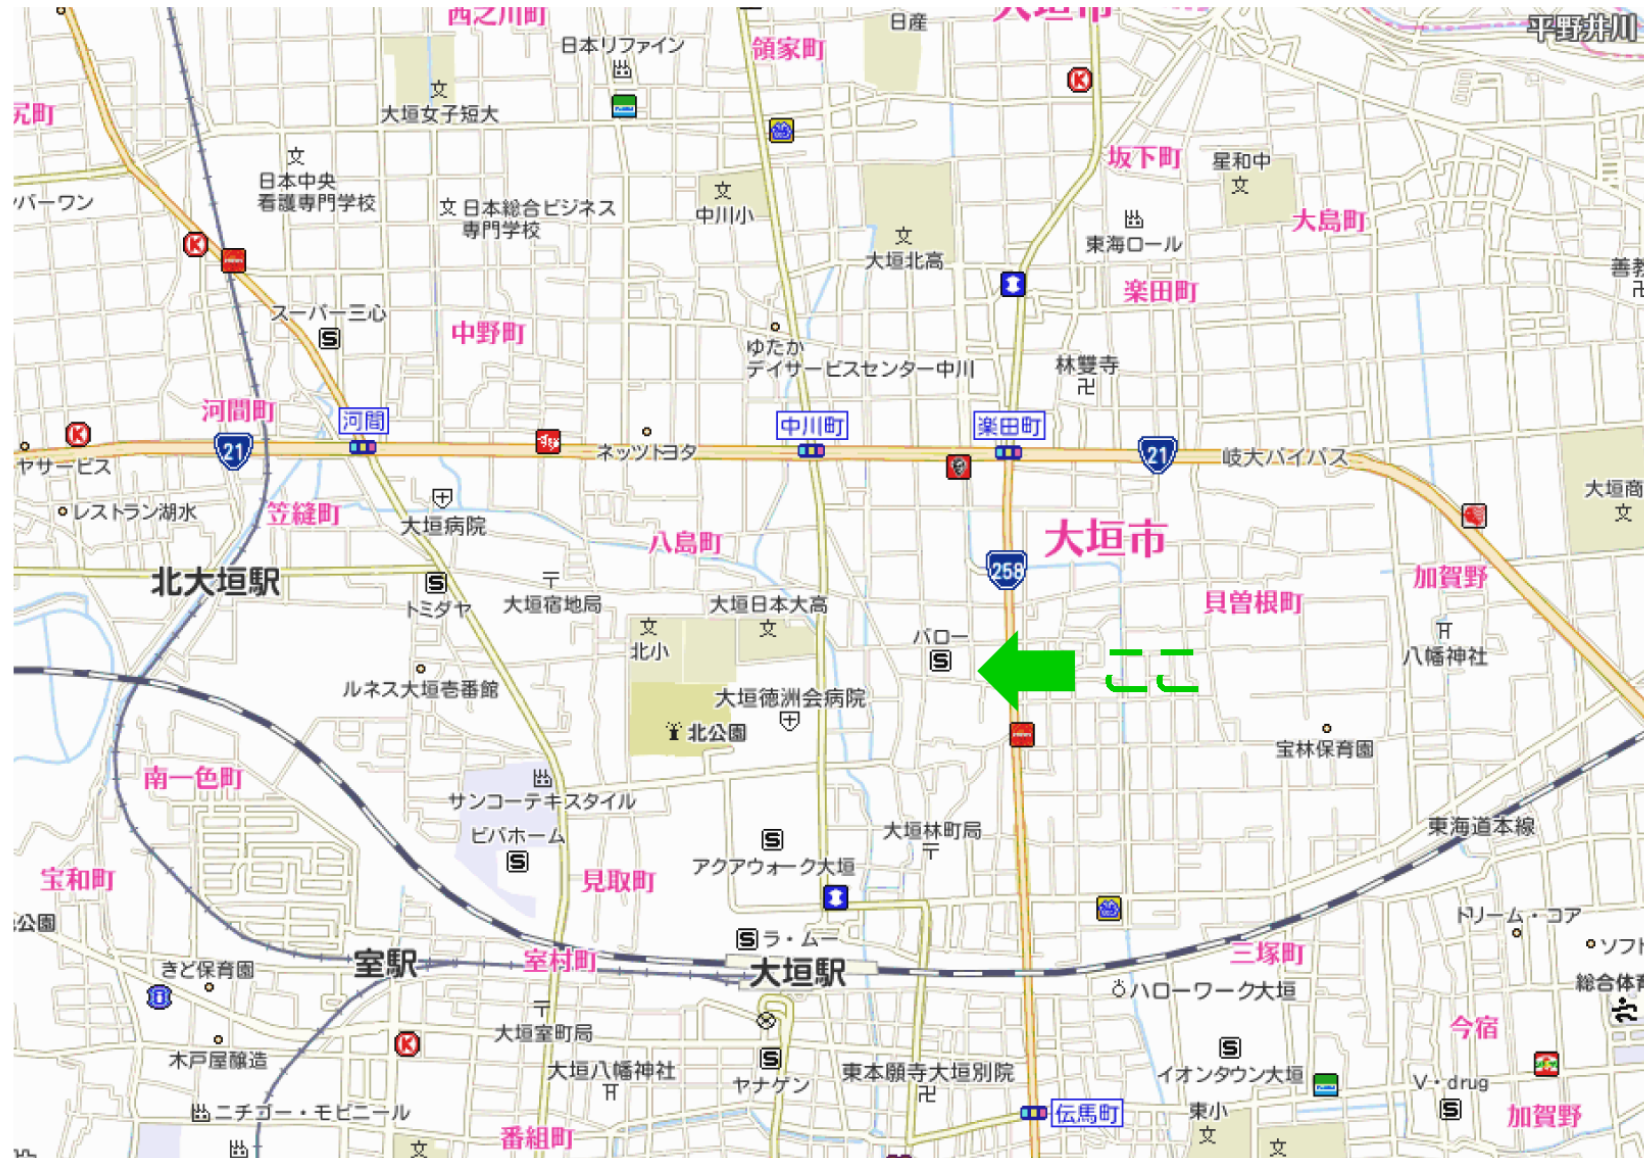 西之川町
日産
大垣市
平野井川
日本リファイン
領家町
大垣女子短大
尻町
坂下町
星和中
日本中央
看護専門学校
バーワン
日本総合ビジネス
専門学校
中川小
大島町
東海ロール
大垣北高
善教
楽田町
スーパー三心
中野町
ゆたか
デイサービスセンター中川
林雙寺
河間町
河間
中川町
楽田町
21
ネッツトヨタ
21
岐大バイパス
ヤサービス
大垣商
レストラン湖水
笠縫町
大垣病院
八島町
大垣市
258
加賀野
北大垣駅
トミダヤ
大垣宿地局
大垣日本大高
貝曽根町
バロー
北小
八幡神社
ここ
ルネス大垣壱番館
大垣徳洲会病院
北公園
宝林保育園
南一色町
サンコーテキスタイル
ビバホーム
大垣林町局
東海道本線
アクアウォーク大垣
宝和町
見取町
公園
ドリーム・コア
ラ・ムー
ソフト
きど保育園
室駅
室村町
大垣駅
三塚町
ハローワーク大垣
総合体育
大垣室町局
今宿
木戸屋醸造
大垣八幡神社
ヤナゲン
東本願寺大垣別院
イオンタウン大垣
V・drug
ニチゴー・モビニール
伝馬町
東小
加賀野
番組町